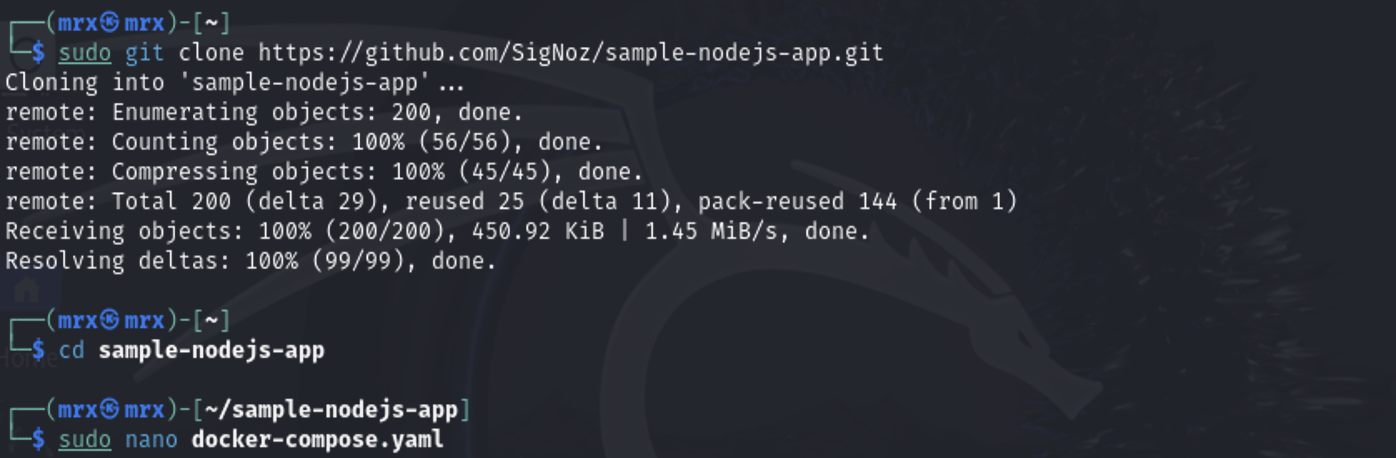 ┌──(mrx㉿mrx)-[~]
└─$ sudo git clone https://github.com/SigNoz/sample-nodejs-app.git
Cloning into 'sample-nodejs-app'...
remote: Enumerating objects: 200, done.
remote: Counting objects: 100% (56/56), done.
remote: Compressing objects: 100% (45/45), done.
remote: Total 200 (delta 29), reused 25 (delta 11), pack-reused 144 (from 1)
Receiving objects: 100% (200/200), 450.92 KiB | 1.45 MiB/s, done.
Resolving deltas: 100% (99/99), done.
┌──(mrx㉿mrx)-[~]
Home
└─$ cd sample-nodejs-app
┌──(mrx㉿mrx)-[~/sample-nodejs-app]
└─$ sudo nano docker-compose.yaml